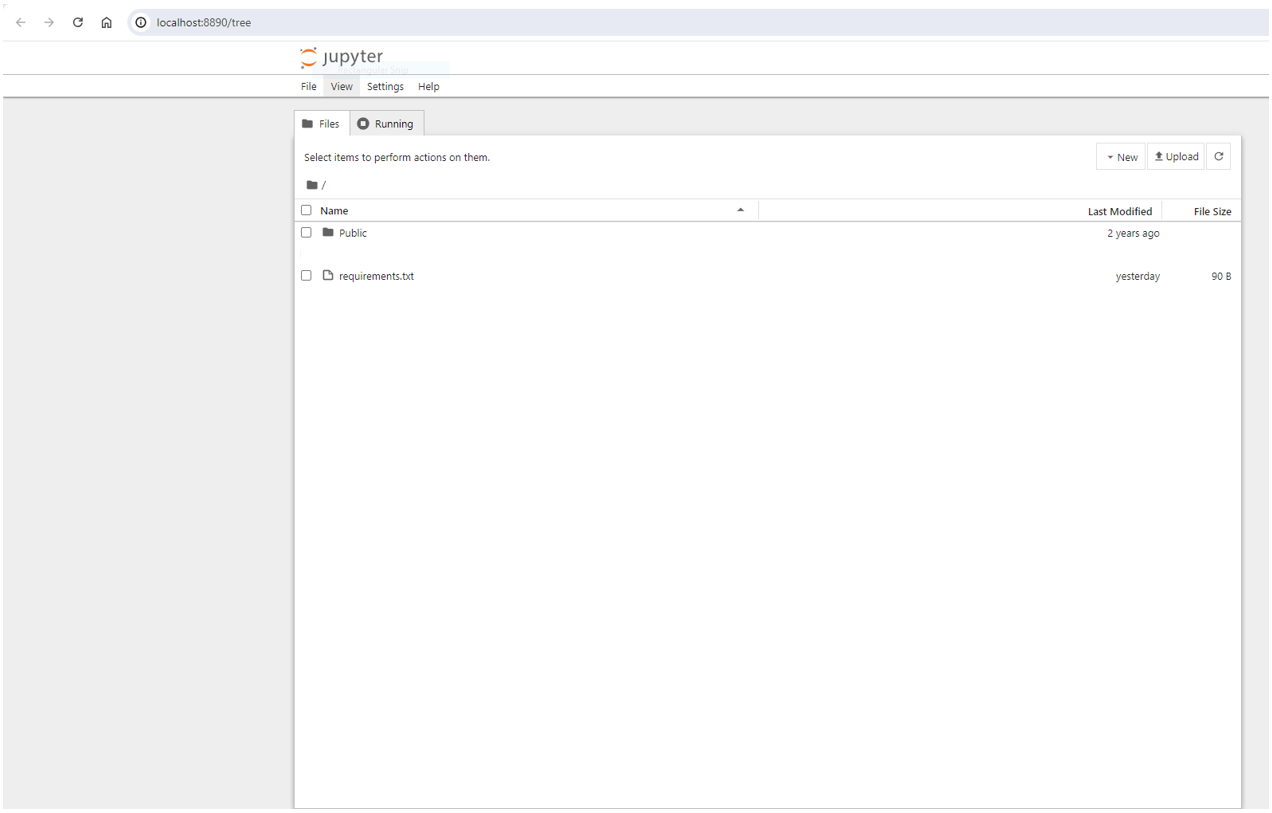 localhost:8890/tree
jupyter
File View Settings Help
Files Running
Select items to perform actions on them.
New Upload
/
Name Last Modified File Size
Public 2 years ago
requirements.txt yesterday 90 B